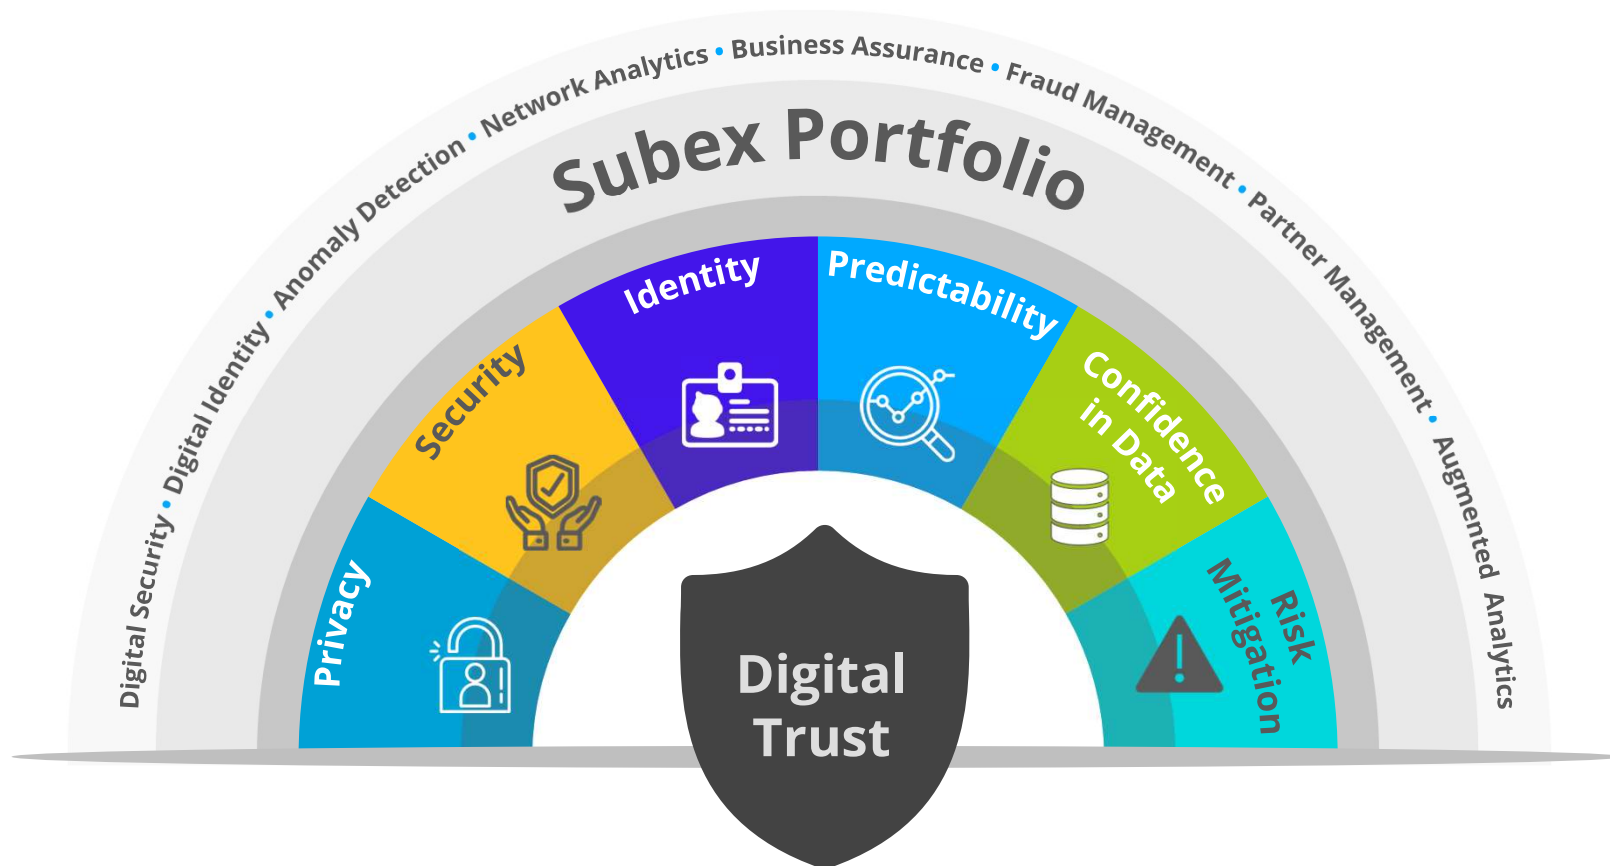 Digital Security • Digital Identity • Anomaly Detection • Network Analytics • Business Assurance • Fraud Management • Partner Management • Augmented Analytics
Subex Portfolio
Privacy
Security
Identity
Predictability
Confidence
in Data
Risk
Mitigation
Digital
Trust